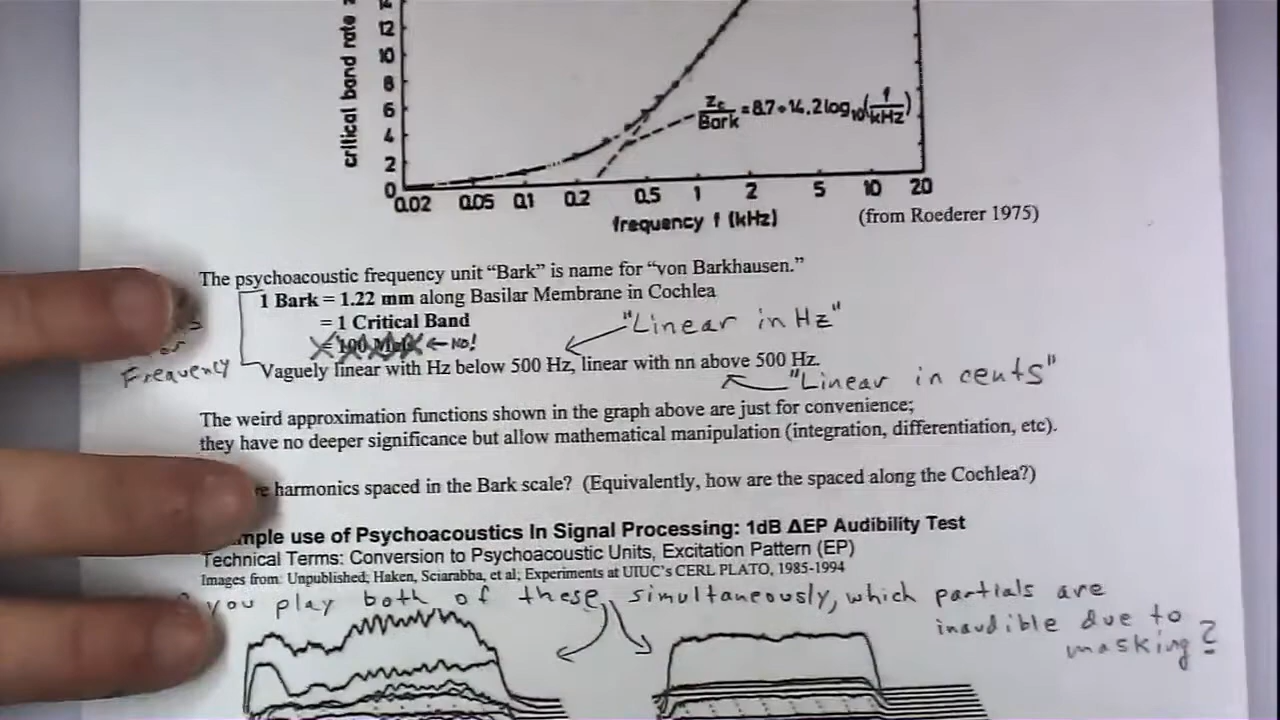 14
12
10
8
6
4
2
0
critical band rate
Zc/Bark = 8.7+14.2 log10(f/kHz)
0.02 0.05 0.1 0.2 0.5 1 2 5 10 20
frequency f (kHz)
(from Roederer 1975)
The psychoacoustic frequency unit “Bark” is name for “von Barkhausen.”
1 Bark = 1.22 mm along Basilar Membrane in Cochlea
= 1 Critical Band
"Linear in Hz"
= 100 ← No!
Frequency
Vaguely linear with Hz below 500 Hz, linear with nn above 500 Hz.
"Linear in cents"
The weird approximation functions shown in the graph above are just for convenience;
they have no deeper significance but allow mathematical manipulation (integration, differentiation, etc).
harmonics spaced in the Bark scale? (Equivalently, how are the spaced along the Cochlea?)
mple use of Psychoacoustics In Signal Processing: 1dB ΔEP Audibility Test
Technical Terms: Conversion to Psychoacoustic Units, Excitation Pattern (EP)
Images from: Unpublished, Haken, Sciarabba, et al, Experiments at UIUC's CERL PLATO, 1985-1994
you play both of these simultaneously, which partials are
inaudible due to
masking?